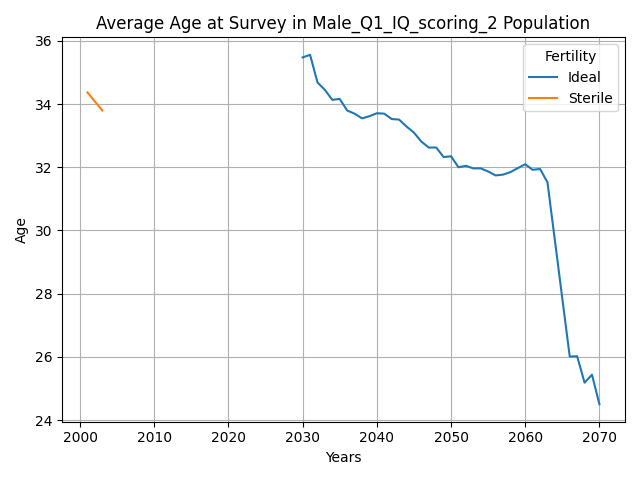 Average Age at Survey in Male_Q1_IQ_scoring_2 Population
Fertility
Ideal
Sterile
36
34
32
30
28
26
24
Age
2000 2010 2020 2030 2040 2050 2060 2070
Years